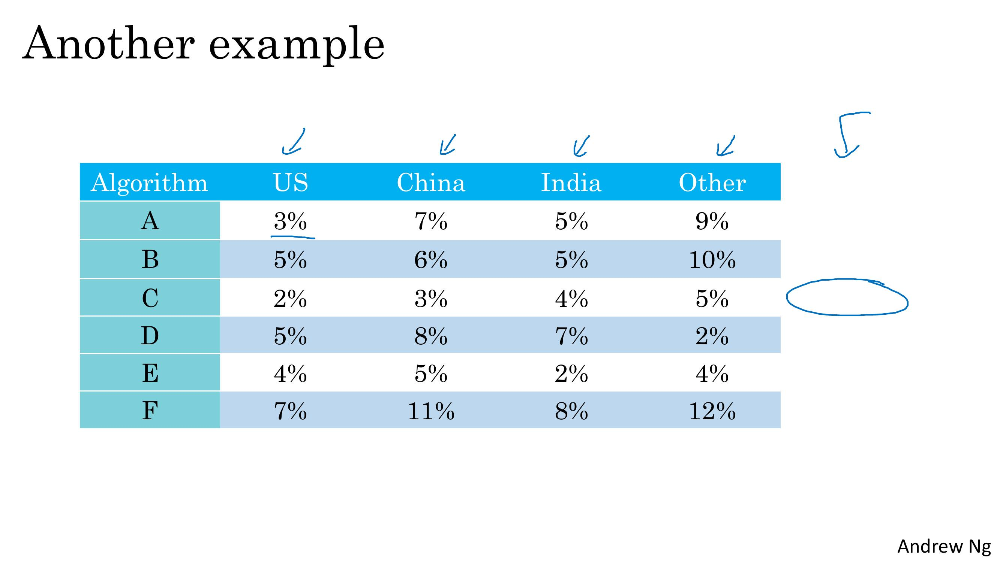 Another example
Algorithm US China India Other
A 3% 7% 5% 9%
B 5% 6% 5% 10%
C 2% 3% 4% 5%
D 5% 8% 7% 2%
E 4% 5% 2% 4%
F 7% 11% 8% 12%
Andrew Ng